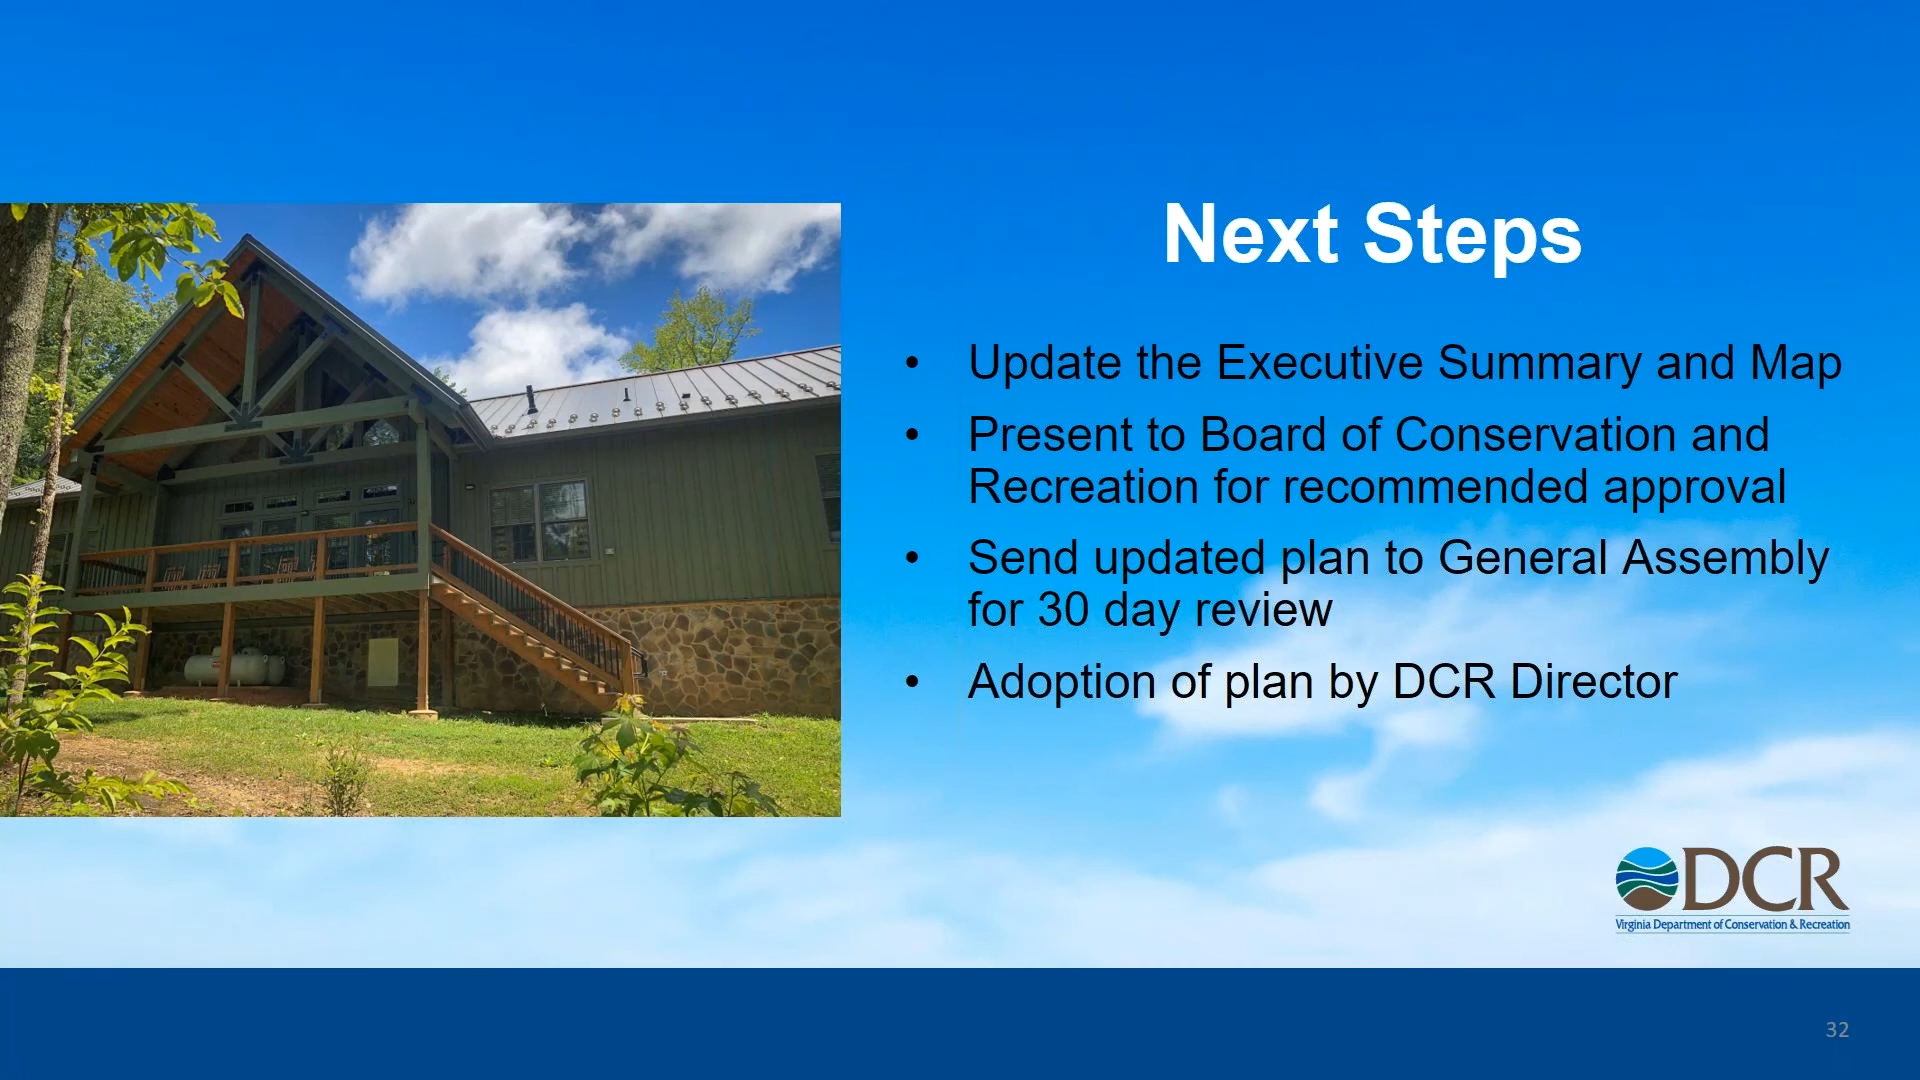 Next Steps
• Update the Executive Summary and Map
• Present to Board of Conservation and
Recreation for recommended approval
• Send updated plan to General Assembly
for 30 day review
• Adoption of plan by DCR Director
DCR
Virginia Department of Conservation & Recreation
32